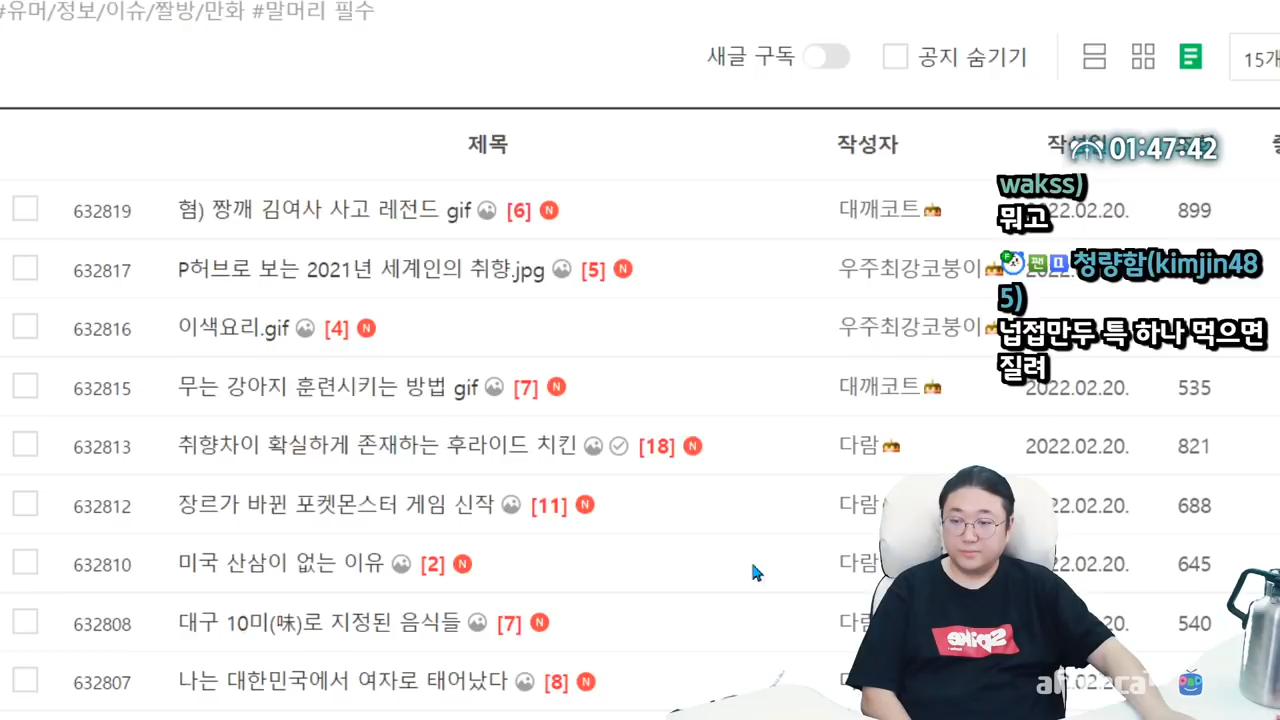 #유머/정보/이슈/짤방/만화 #말머리 필수
새글 구독 공지 숨기기 15개
제목 작성자
01:47:42
632819 혐) 짱깨 김여사 사고 레전드 gif [6] N 대깨코트 2022.02.20. 899
wakss)
뭐고
632817 P허브로 보는 2021년 세계인의 취향.jpg [5] N 우주최강코붕이
팬 청량함(kimjin48
5)
632816 이색요리.gif [4] N 우주최강코붕이
넙접만두 특 하나 먹으면
질려
632815 무는 강아지 훈련시키는 방법 gif [7] N 대깨코트 2022.02.20. 535
632813 취향차이 확실하게 존재하는 후라이드 치킨 [18] N 다람 2022.02.20. 821
632812 장르가 바뀐 포켓몬스터 게임 신작 [11] N 다람 22.02.20. 688
632810 미국 산삼이 없는 이유 [2] N 다람 22.02.20. 645
632808 대구 10미(味)로 지정된 음식들 [7] N 20. 540
632807 나는 대한민국에서 여자로 태어났다 [8] N
Spike